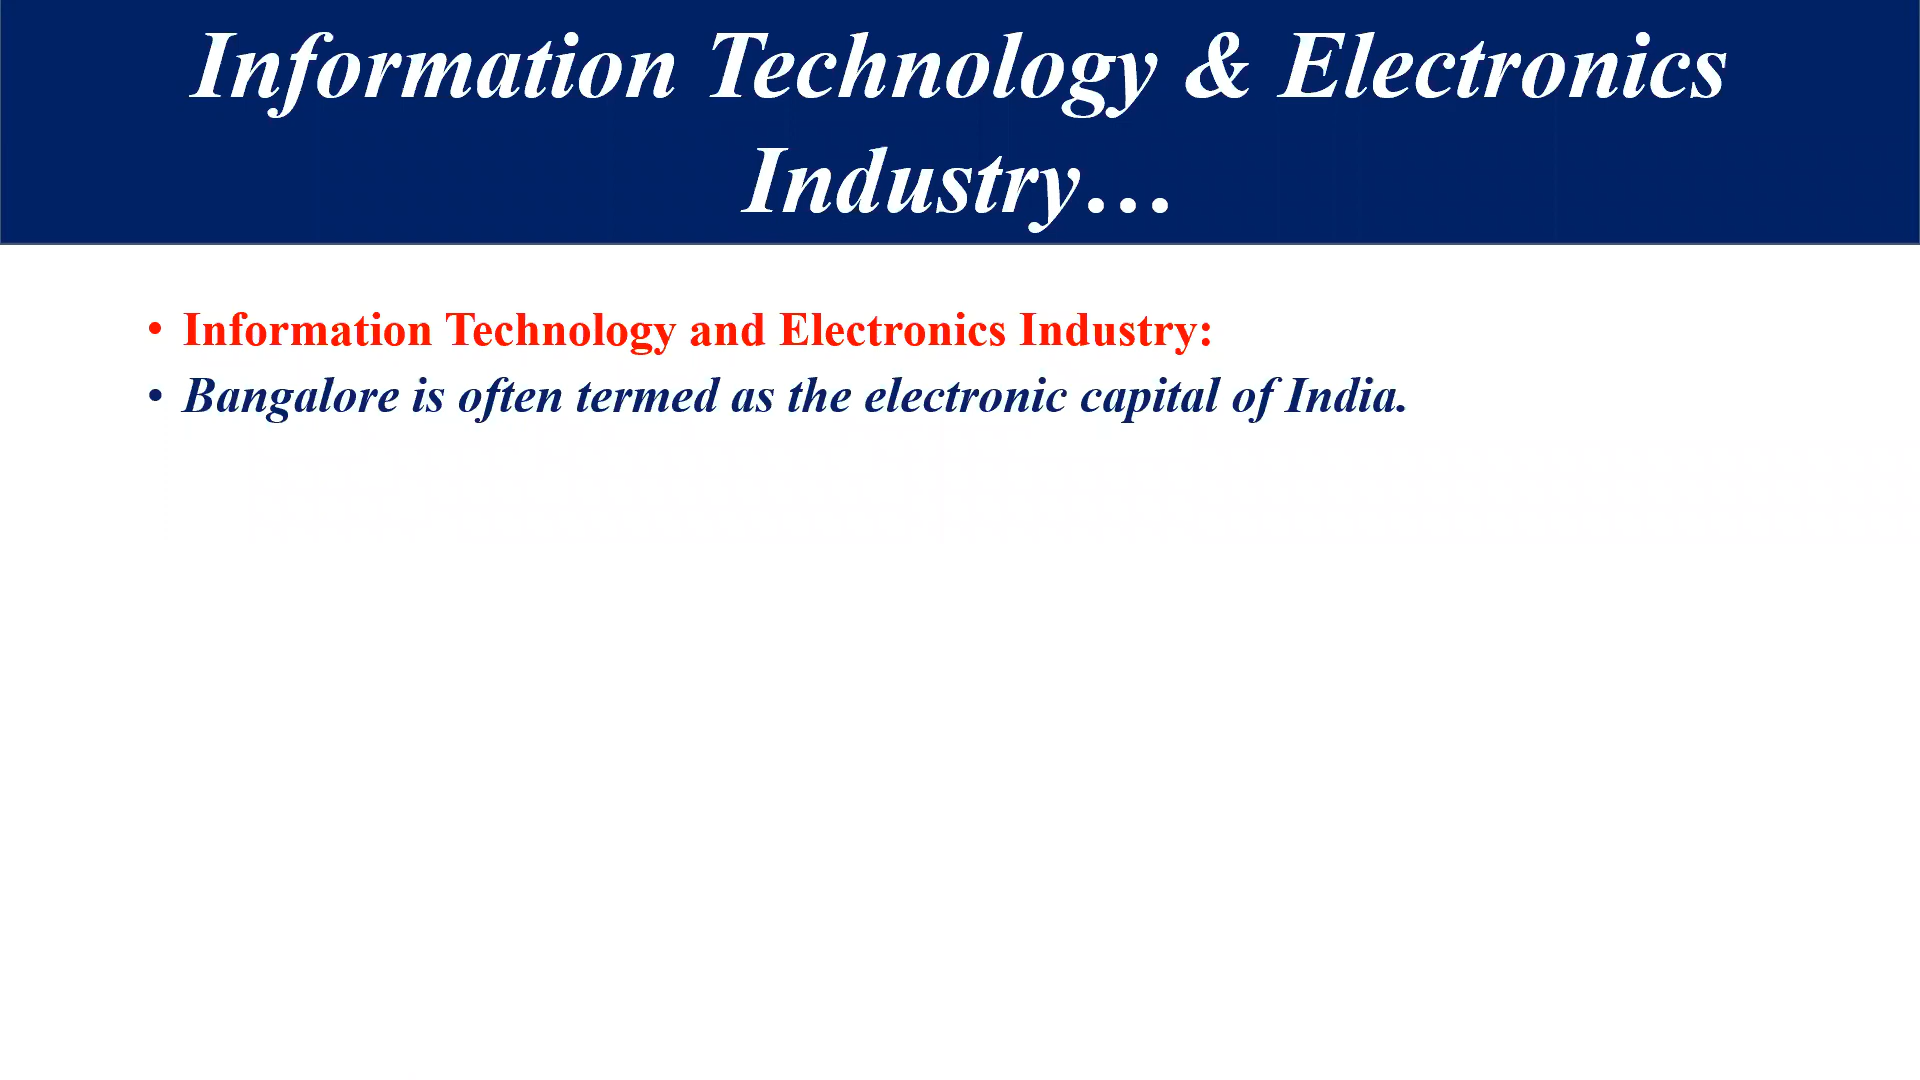 Information Technology & Electronics
Industry…
• Information Technology and Electronics Industry:
• Bangalore is often termed as the electronic capital of India.